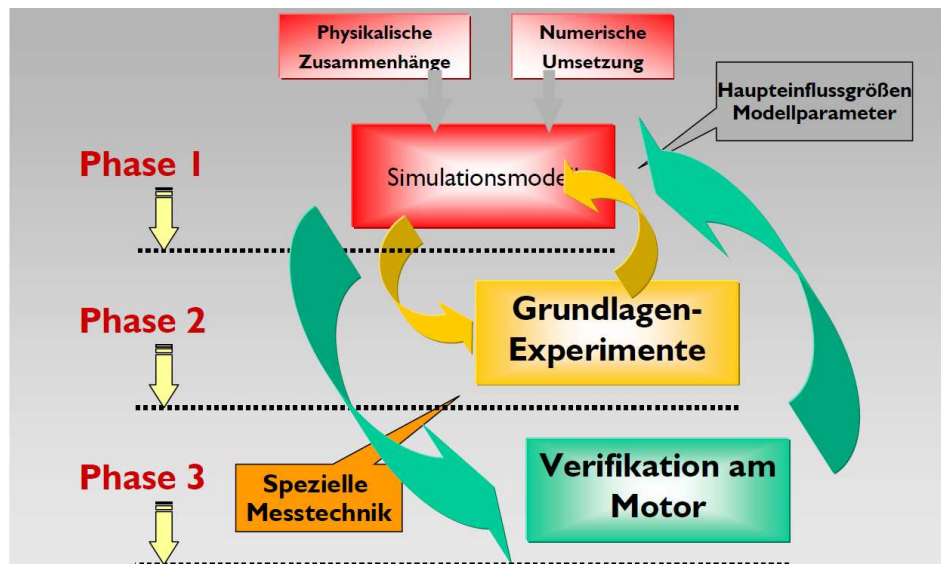 Physikalische
Zusammenhänge
Numerische
Umsetzung
Haupteinflussgrößen
Modellparameter
Phase 1
Simulationsmodell
Phase 2
Grundlagen-
Experimente
Phase 3
Spezielle
Messtechnik
Verifikation am
Motor